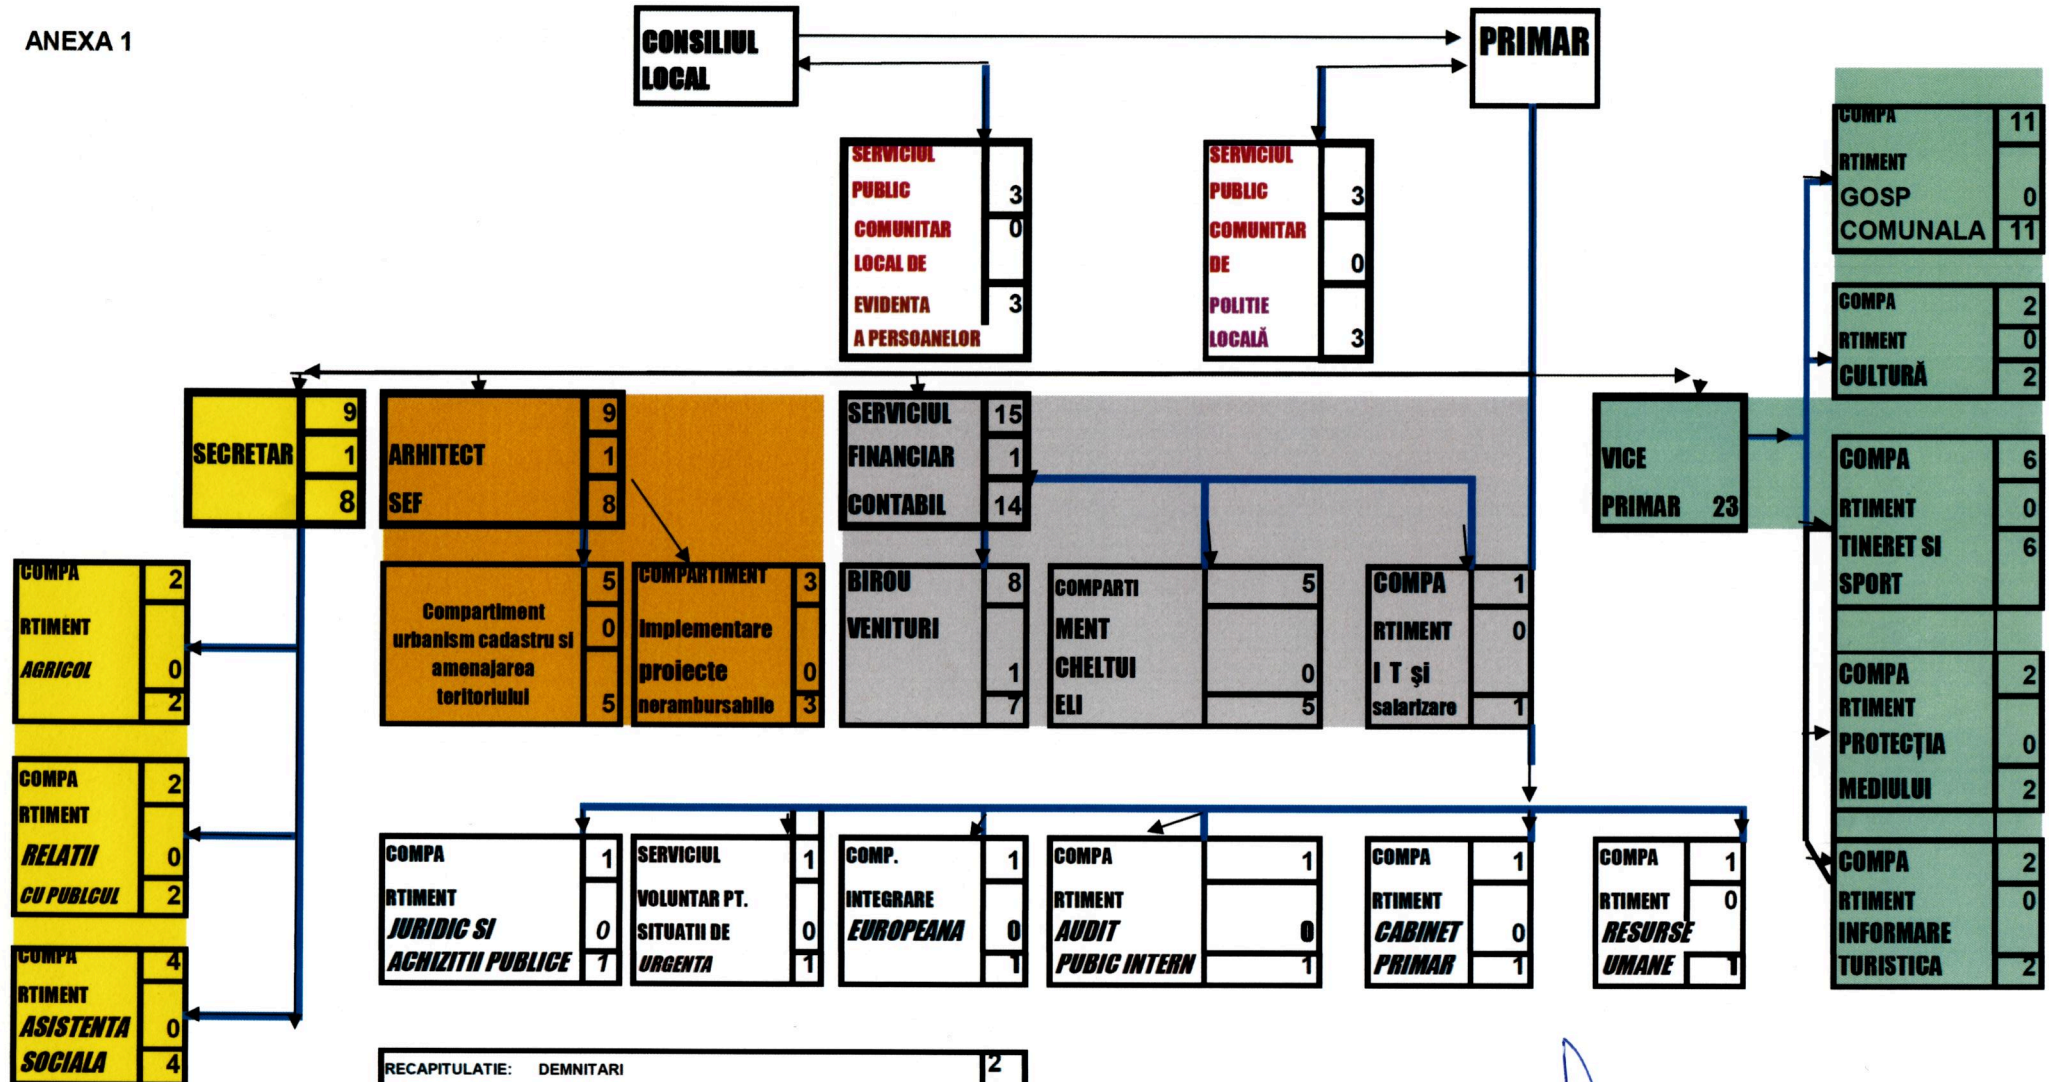 ANEXA 1
CONSILIUL
LOCAL
PRIMAR
SERVICIUL
PUBLIC 3
COMUNITAR 0
LOCAL DE
EVIDENTA 3
A PERSOANELOR
SERVICIUL
PUBLIC 3
COMUNITAR
DE 0
POLITIE
LOCALĂ 3
COMPA 11
RTIMENT
GOSP 0
COMUNALA 11
COMPA 2
RTIMENT 0
CULTURĂ 2
9
SECRETAR 1
8
9
ARHITECT 1
SEF 8
SERVICIUL 15
FINANCIAR 1
CONTABIL 14
VICE
PRIMAR 23
COMPA 6
RTIMENT 0
TINERET SI 6
SPORT
COMPA 2
RTIMENT
AGRICOL 0
2
5
Compartiment
urbanism cadastru si 0
amenajarea
teritoriului 5
COMPARTIMENT 3
implementare
proiecte 0
nerambursabile 3
BIROU 8
VENITURI
1
7
COMPARTI 5
MENT
CHELTUI 0
ELI 5
COMPA 1
RTIMENT 0
I T şi
salarizare 1
COMPA 2
RTIMENT
PROTECŢIA 0
MEDIULUI 2
COMPA 2
RTIMENT
RELATII 0
CU PUBLCUL 2
COMPA 1
RTIMENT
JURIDIC SI 0
ACHIZITII PUBLICE 1
SERVICIUL 1
VOLUNTAR PT.
SITUATII DE 0
URGENTA 1
COMP. 1
INTEGRARE
EUROPEANA 0
1
COMPA 1
RTIMENT
AUDIT 0
PUBIC INTERN 1
COMPA 1
RTIMENT
CABINET 0
PRIMAR 1
COMPA 1
RTIMENT 0
RESURSE
UMANE 1
COMPA 2
RTIMENT 0
INFORMARE
TURISTICA 2
COMPA 4
RTIMENT
ASISTENTA 0
SOCIALA 4
RECAPITULATIE: DEMNITARI 2